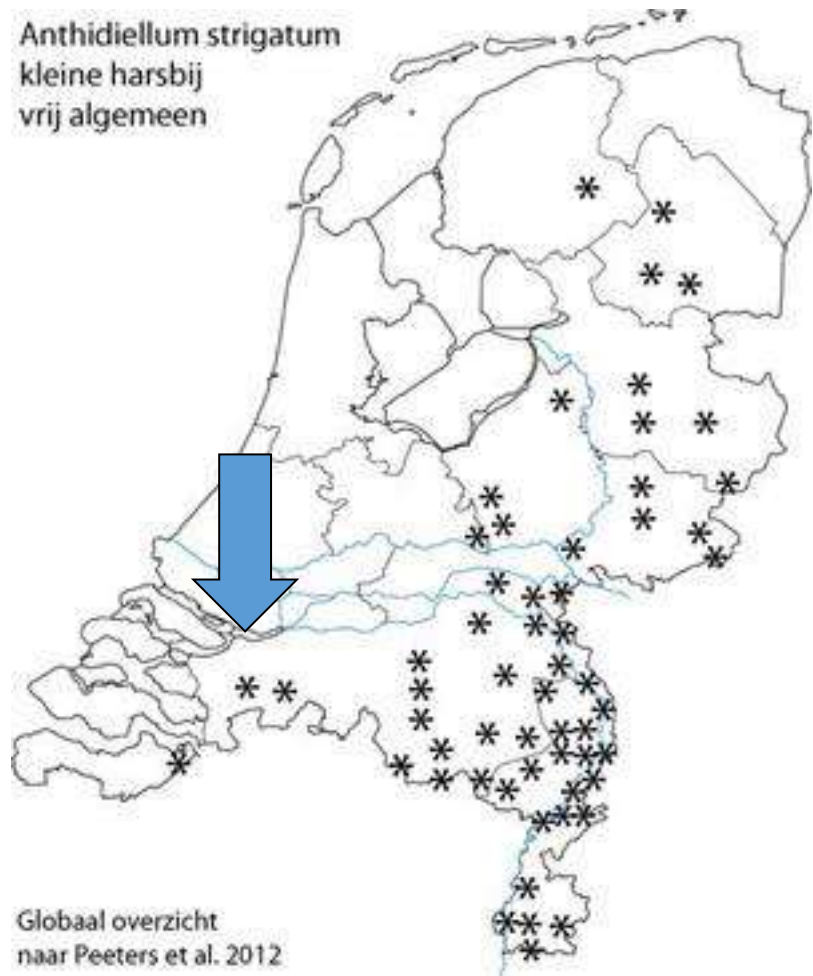 Anthidiellum strigatum
kleine harsbij
vrij algemeen
Globaal overzicht
naar Peeters et al. 2012